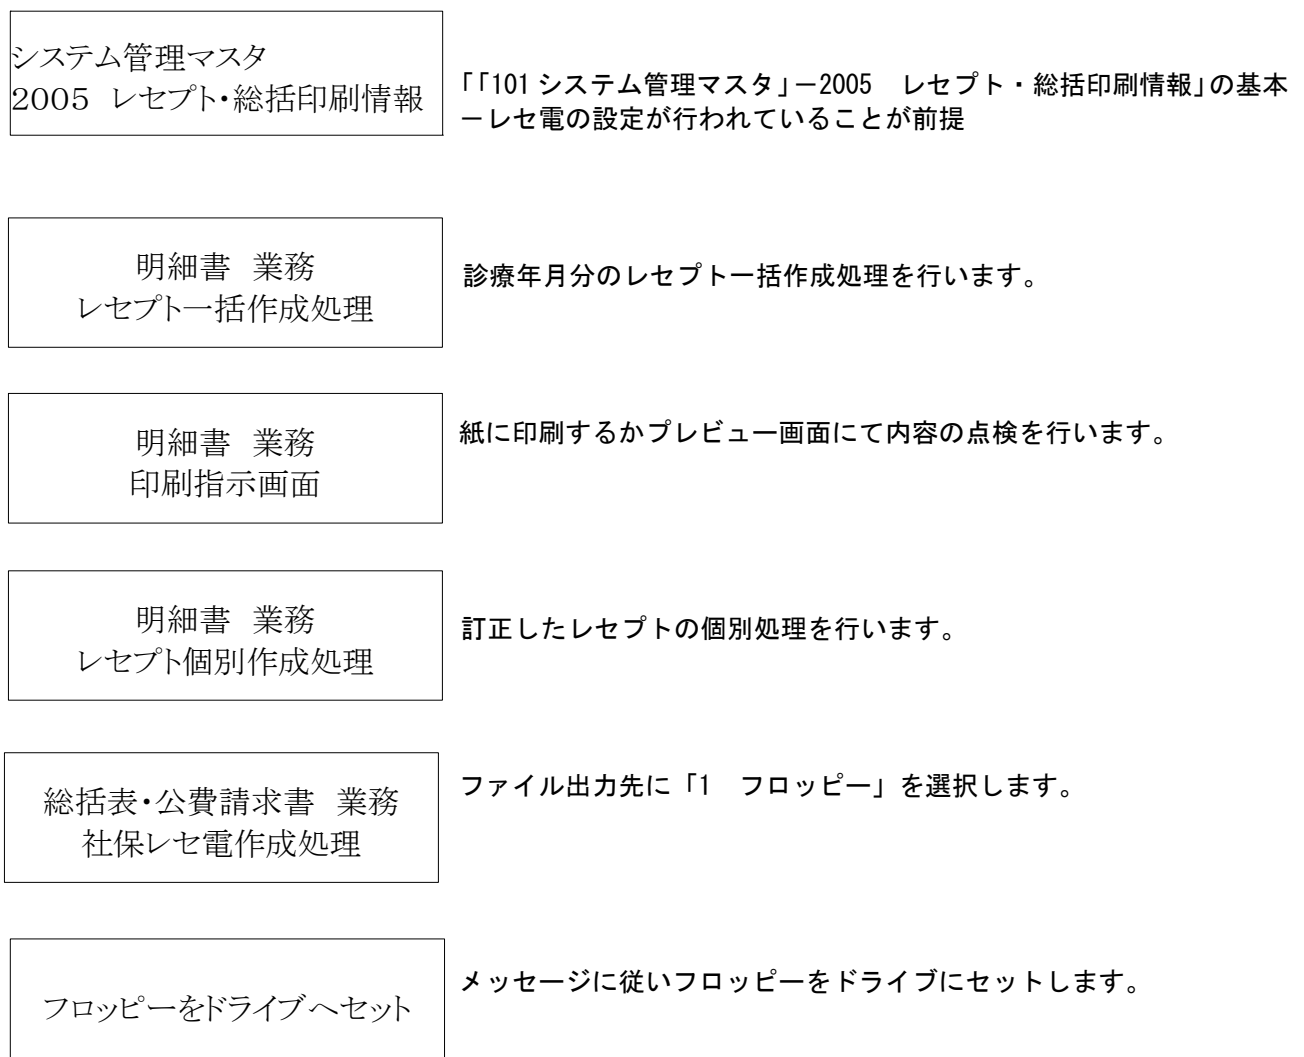 システム管理マスタ
2005 レセプト・総括印刷情報
「「101 システム管理マスタ」－2005　レセプト・総括印刷情報」の基本
－レセ電の設定が行われていることが前提
明細書 業務
レセプト一括作成処理
診療年月分のレセプト一括作成処理を行います。
明細書 業務
印刷指示画面
紙に印刷するかプレビュー画面にて内容の点検を行います。
明細書 業務
レセプト個別作成処理
訂正したレセプトの個別処理を行います。
総括表・公費請求書 業務
社保レセ電作成処理
ファイル出力先に「1　フロッピー」を選択します。
フロッピーをドライブへセット
メッセージに従いフロッピーをドライブにセットします。